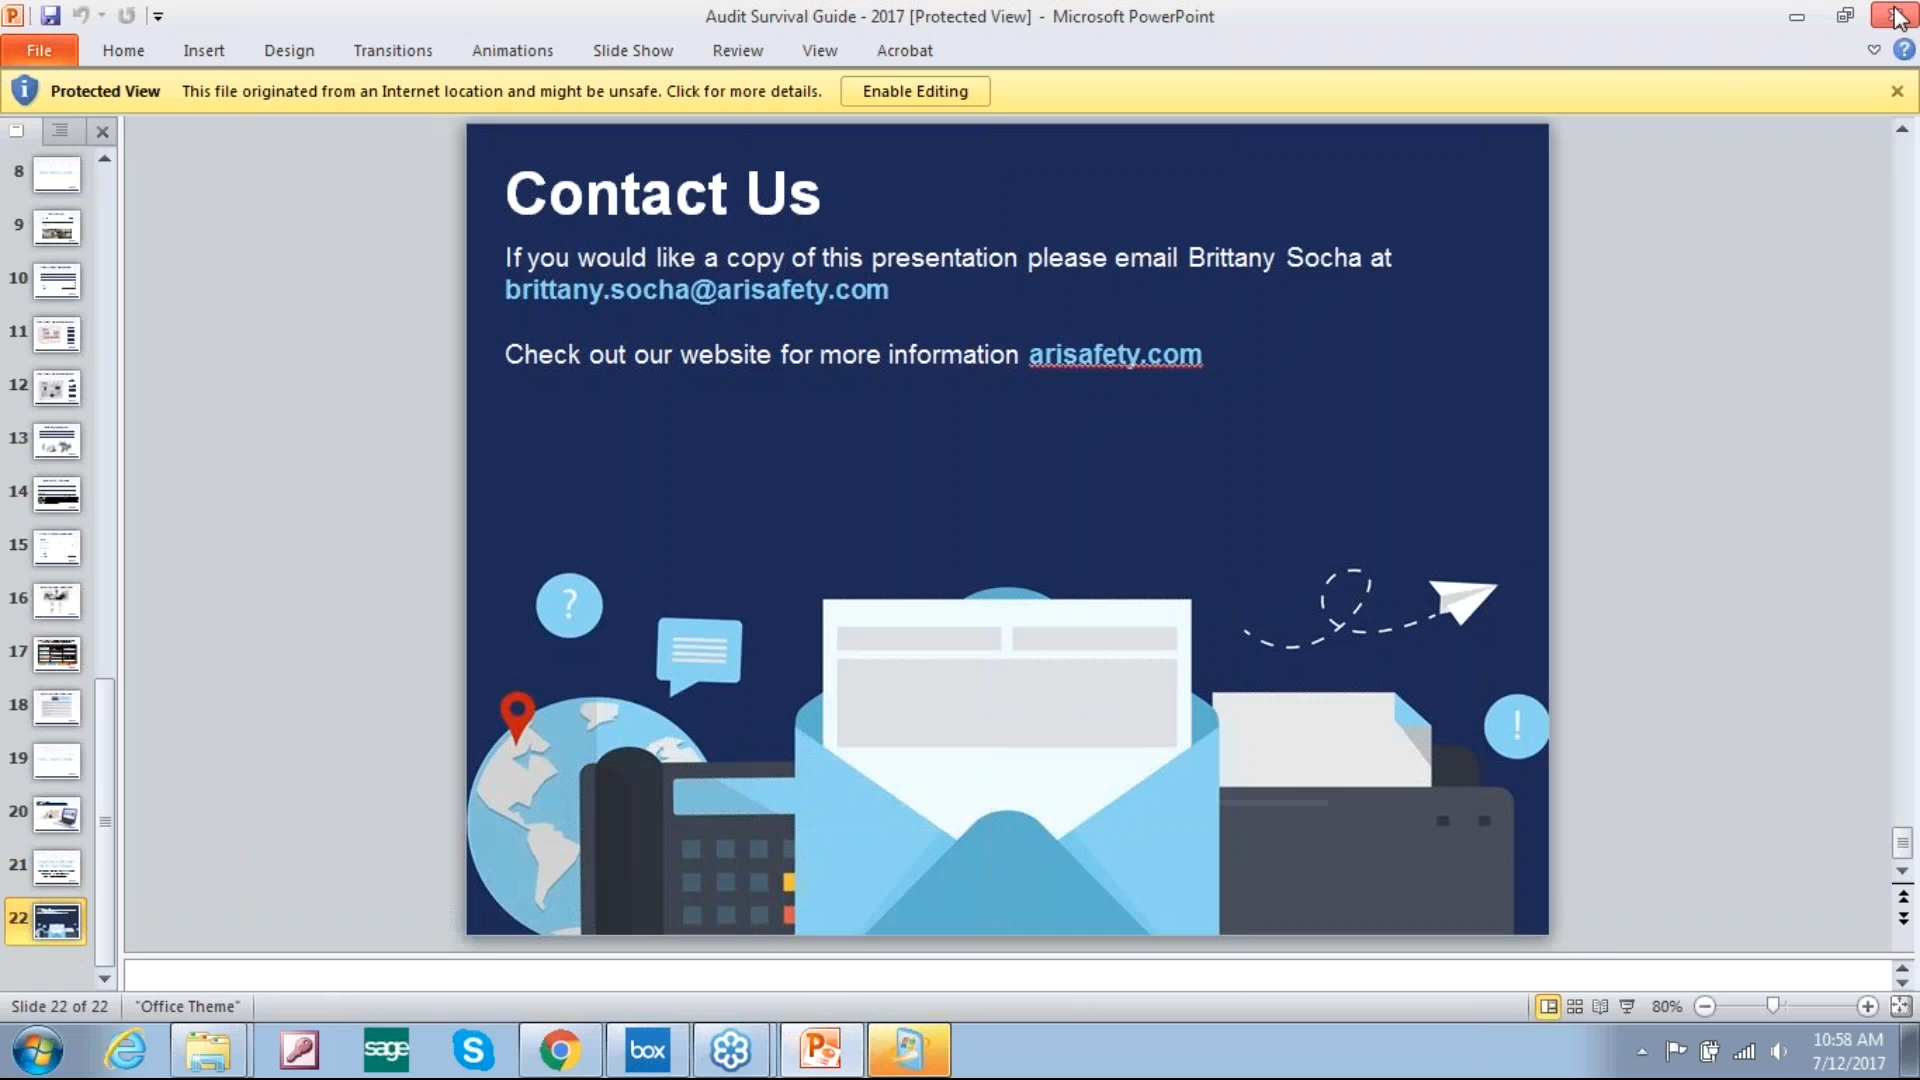 Audit Survival Guide - 2017 [Protected View] - Microsoft PowerPoint
File Home Insert Design Transitions Animations Slide Show Review View Acrobat
Protected View This file originated from an Internet location and might be unsafe. Click for more details. Enable Editing
Contact Us
If you would like a copy of this presentation please email Brittany Socha at
brittany.socha@arisafety.com
Check out our website for more information arisafety.com
?
!
8
9
10
11
12
13
14
15
16
17
18
19
20
21
22
Slide 22 of 22 "Office Theme" 80%
sage
S
box
P
10:58 AM
7/12/2017